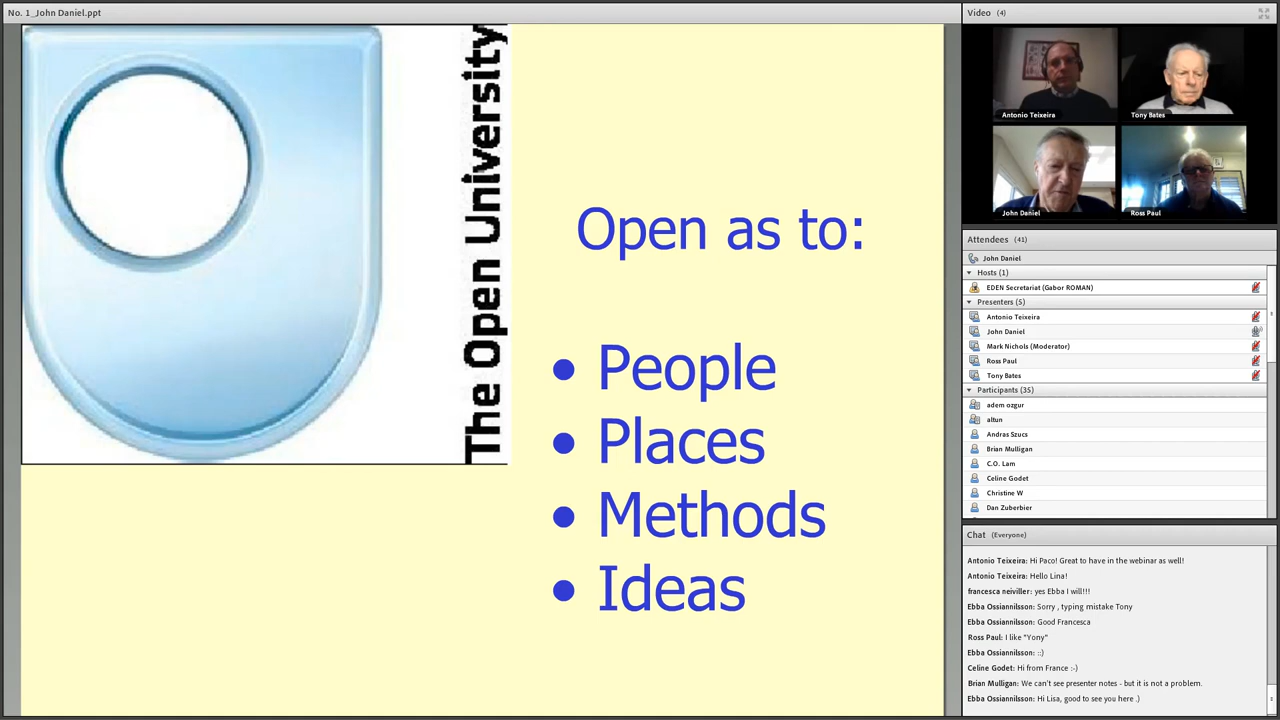 No. 1_John Daniel.ppt
The Open University
Open as to:
• People
• Places
• Methods
• Ideas
Video (4)
Antonio Teixeira
Tony Bates
John Daniel
Ross Paul
Attendees (41)
John Daniel
Hosts (1)
EDEN Secretariat (Gabor ROMAN)
Presenters (5)
Antonio Teixeira
John Daniel
Mark Nichols (Moderator)
Ross Paul
Tony Bates
Participants (35)
adem ozgur
altun
Andras Szucs
Brian Mulligan
C.O. Lam
Celine Godet
Christine W
Dan Zuberbier
Chat (Everyone)
Antonio Teixeira: Hi Paco! Great to have in the webinar as well!
Antonio Teixeira: Hello Lina!
francesca neiviller: yes Ebba I will!!!
Ebba Ossiannilsson: Sorry , typing mistake Tony
Ebba Ossiannilsson: Good Francesca
Ross Paul: I like "Yony"
Ebba Ossiannilsson: ::)
Celine Godet: Hi from France :-)
Brian Mulligan: We can't see presenter notes - but it is not a problem.
Ebba Ossiannilsson: Hi Lisa, good to see you here .)